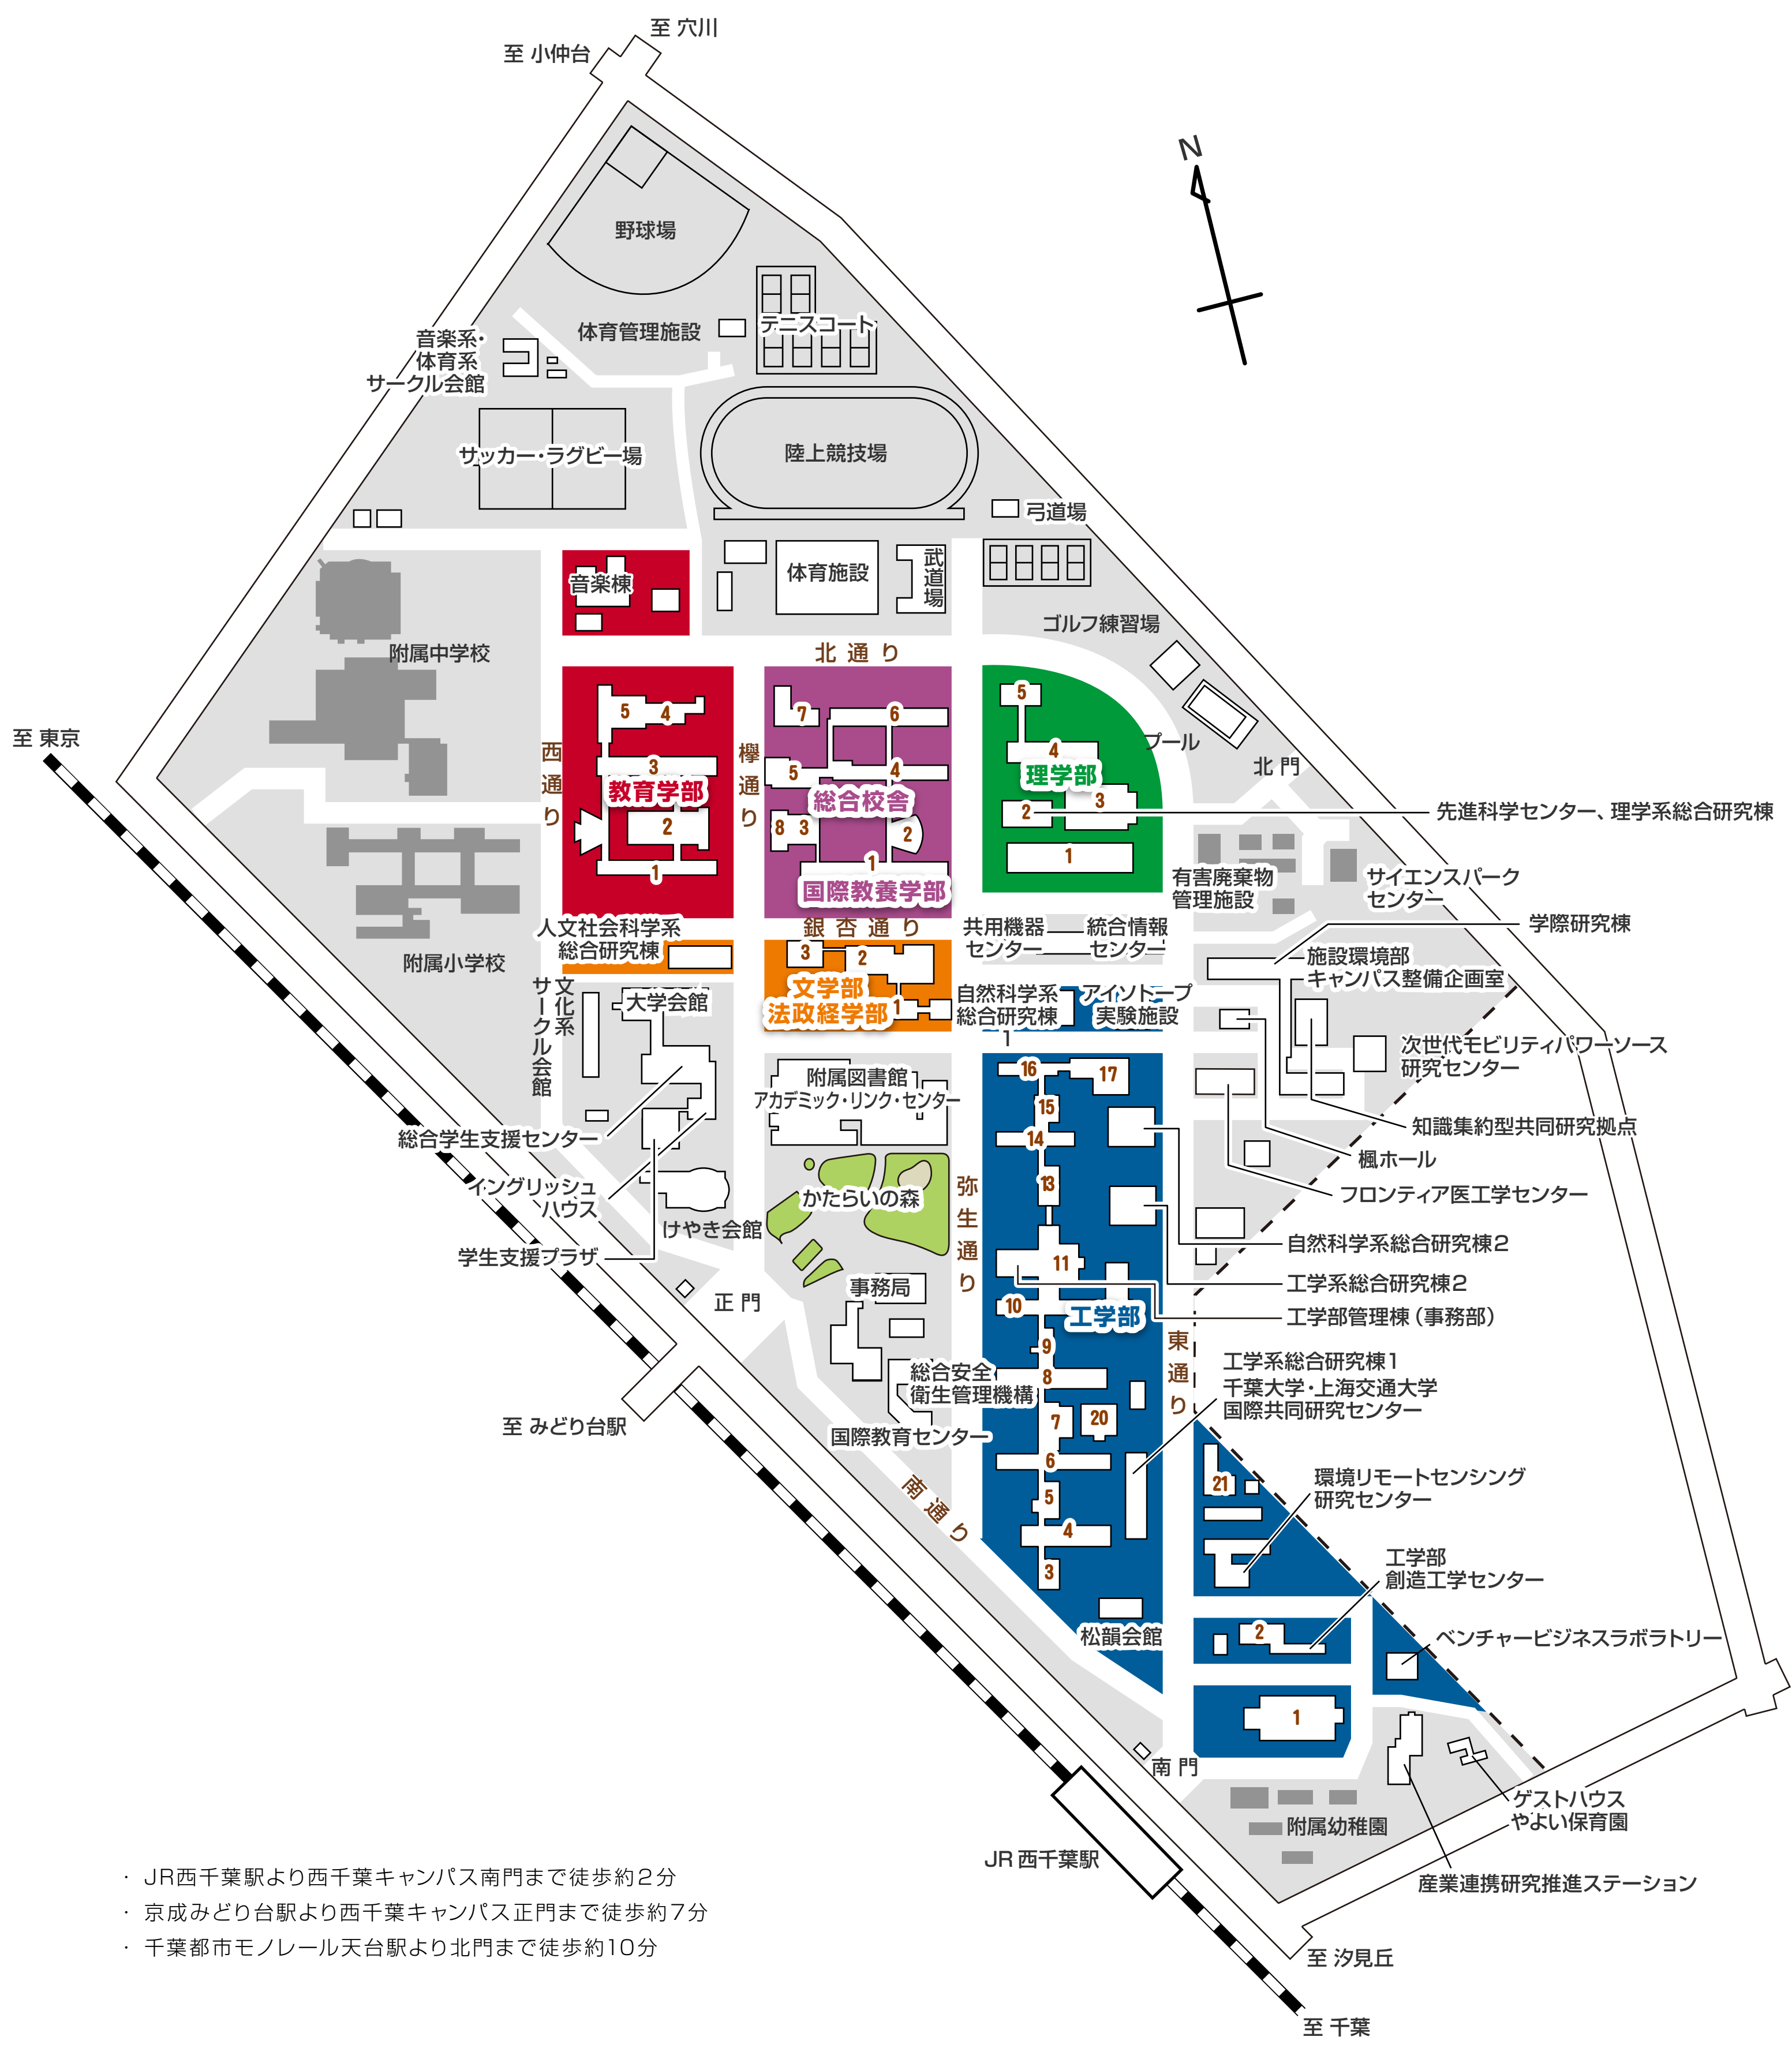 至 穴川
至 小仲台
N
野球場
体育管理施設
テニスコート
音楽系・
体育系
サークル会館
サッカー・ラグビー場
陸上競技場
弓道場
音楽棟
体育施設
武道場
ゴルフ練習場
附属中学校
北通り
至 東京
西通り
欅通り
5
4
3
教育学部
2
1
7
6
5
4
総合校舎
8
3
2
1
国際教養学部
5
4
理学部
3
2
1
プール
北門
先進科学センター、理学系総合研究棟
有害廃棄物
管理施設
サイエンスパーク
センター
学際研究棟
人文社会科学系
総合研究棟
銀杏通り
共用機器
センター
統合情報
センター
施設環境部
キャンパス整備企画室
附属小学校
文化系
サークル会館
大学会館
3
2
文学部
法政経学部
1
自然科学系
総合研究棟
1
アイソトープ
実験施設
次世代モビリティパワーソース
研究センター
附属図書館
アカデミック・リンク・センター
16
17
15
14
13
11
10
工学部
9
8
7
20
6
5
4
3
知識集約型共同研究拠点
楓ホール
フロンティア医工学センター
総合学生支援センター
イングリッシュ
ハウス
学生支援プラザ
けやき会館
かたらいの森
弥生通り
自然科学系総合研究棟2
工学系総合研究棟2
工学部管理棟（事務部）
正門
事務局
東通り
工学系総合研究棟1
千葉大学・上海交通大学
国際共同研究センター
総合安全
衛生管理機構
国際教育センター
至 みどり台駅
南通り
21
環境リモートセンシング
研究センター
工学部
創造工学センター
松韻会館
2
ベンチャービジネスラボラトリー
1
南門
ゲストハウス
やよい保育園
附属幼稚園
JR 西千葉駅
産業連携研究推進ステーション
・ JR西千葉駅より西千葉キャンパス南門まで徒歩約2分
・ 京成みどり台駅より西千葉キャンパス正門まで徒歩約7分
・ 千葉都市モノレール天台駅より北門まで徒歩約10分
至 汐見丘
至 千葉